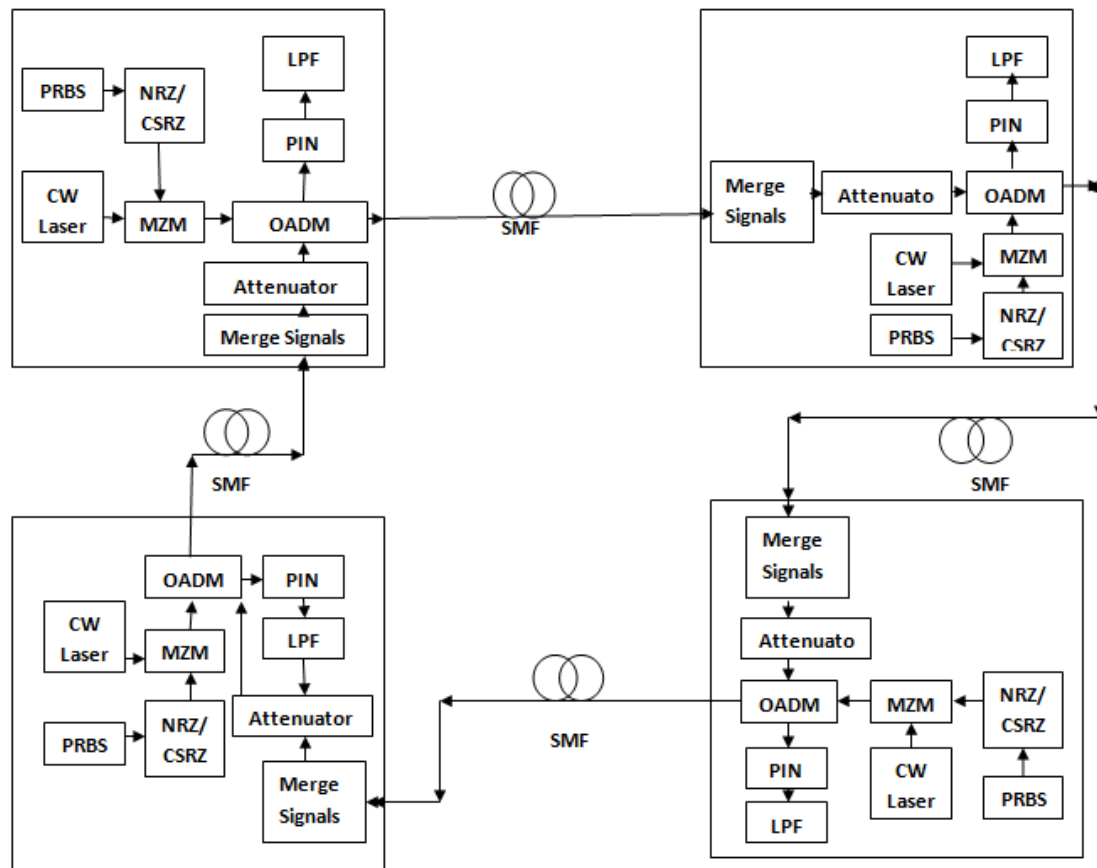 LPF
PRBS
NRZ/
CSRZ
PIN
CW
Laser
MZM
OADM
Attenuator
Merge Signals
SMF
LPF
PIN
Merge
Signals
Attenuato
OADM
CW
Laser
MZM
PRBS
NRZ/
CSRZ
SMF
SMF
OADM
PIN
CW
Laser
MZM
LPF
PRBS
NRZ/
CSRZ
Attenuator
Merge
Signals
SMF
Merge
Signals
Attenuato
OADM
MZM
NRZ/
CSRZ
PIN
CW
Laser
PRBS
LPF